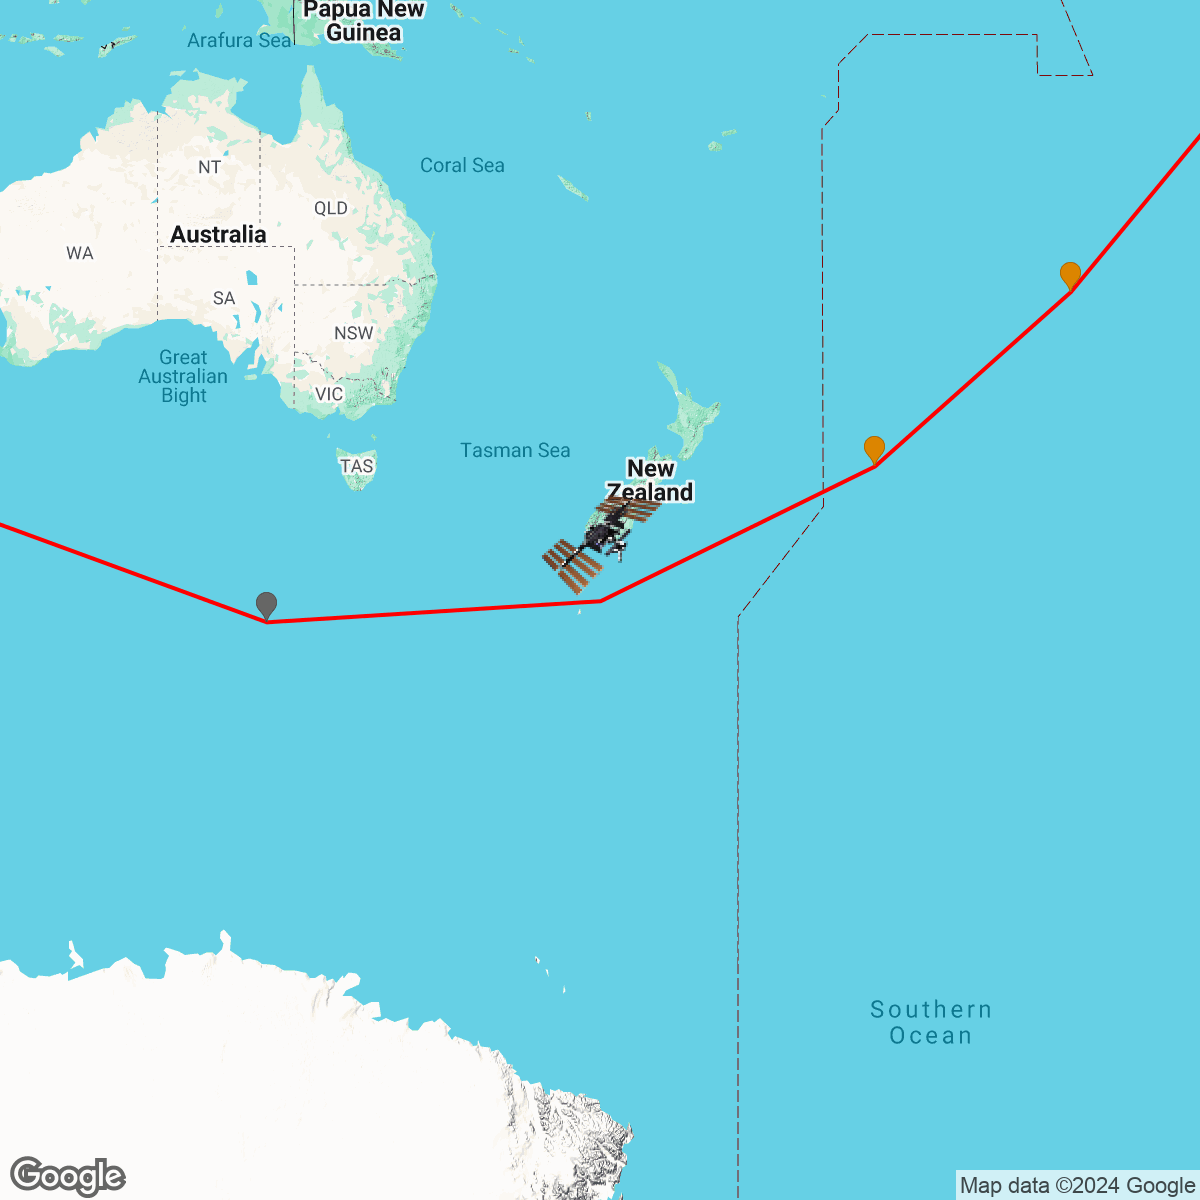 Papua New
Guinea
Arafura Sea
Coral Sea
NT
QLD
Australia
WA
SA
NSW
Great
Australian
Bight
VIC
Tasman Sea
TAS
New
Zealand
Southern
Ocean
Google
Map data ©2024 Google